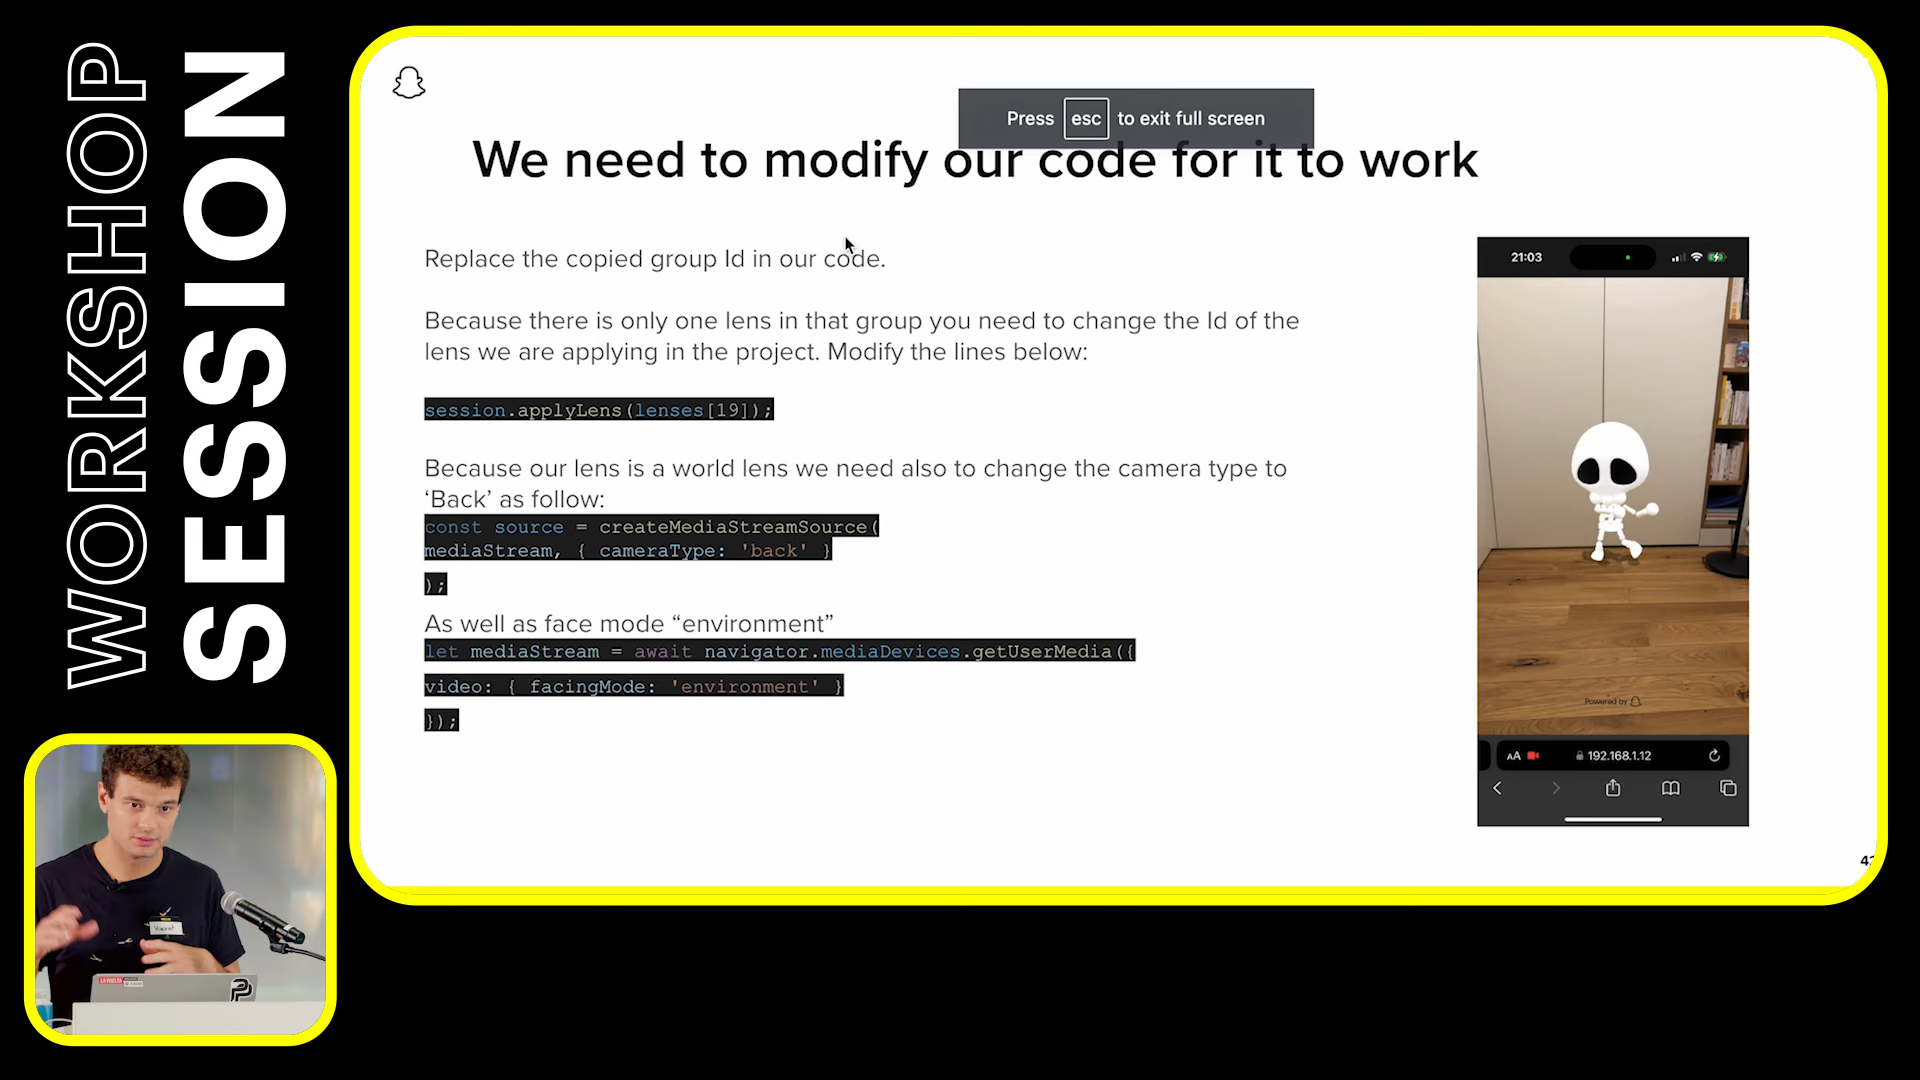 WORKSHOP
SESSION
Press esc to exit full screen
We need to modify our code for it to work
Replace the copied group Id in our code.
Because there is only one lens in that group you need to change the Id of the
lens we are applying in the project. Modify the lines below:
session.applyLens(lenses[19]);
Because our lens is a world lens we need also to change the camera type to
‘Back’ as follow:
const source = createMediaStreamSource(
mediaStream, { cameraType: 'back' }
);
As well as face mode “environment”
let mediaStream = await navigator.mediaDevices.getUserMedia({
video: { facingMode: 'environment' }
});
21:03
Powered by
AA 192.168.1.12
LA VUELTA